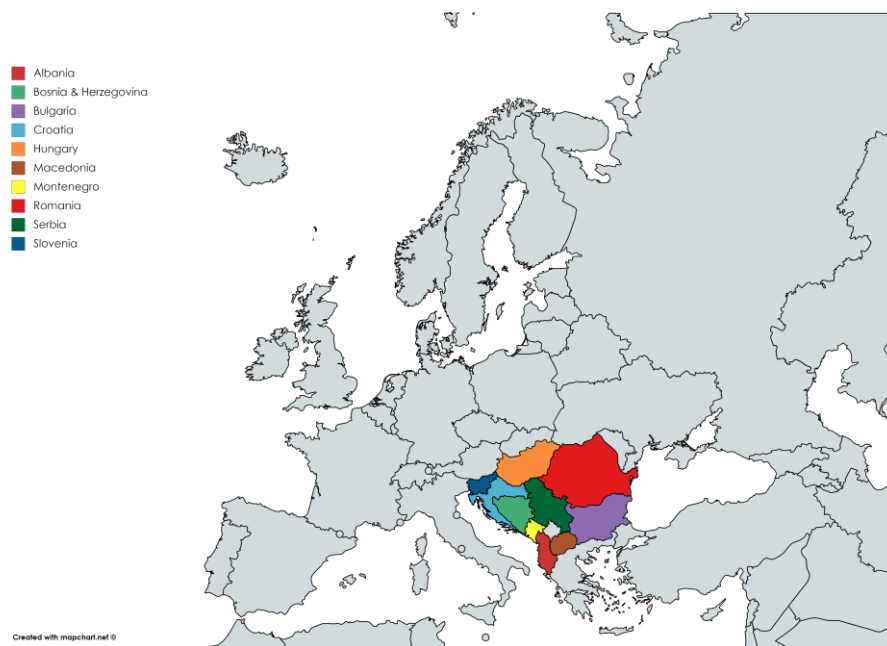 Albania
Bosnia & Herzegovina
Bulgaria
Croatia
Hungary
Macedonia
Montenegro
Romania
Serbia
Slovenia
Created with mapchart.net ©